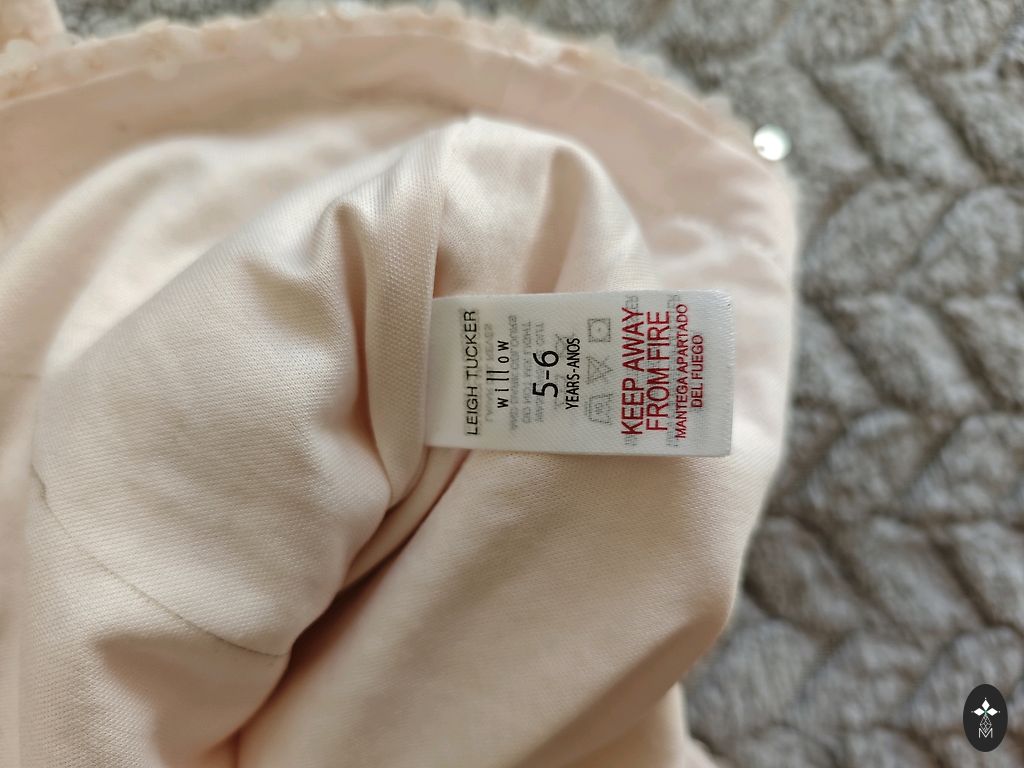 LEIGH TUCKER
willow
5-6
YEARS-ANOS
KEEP AWAY
FROM FIRE
MANTEGA APARTADO
DEL FUEGO
M